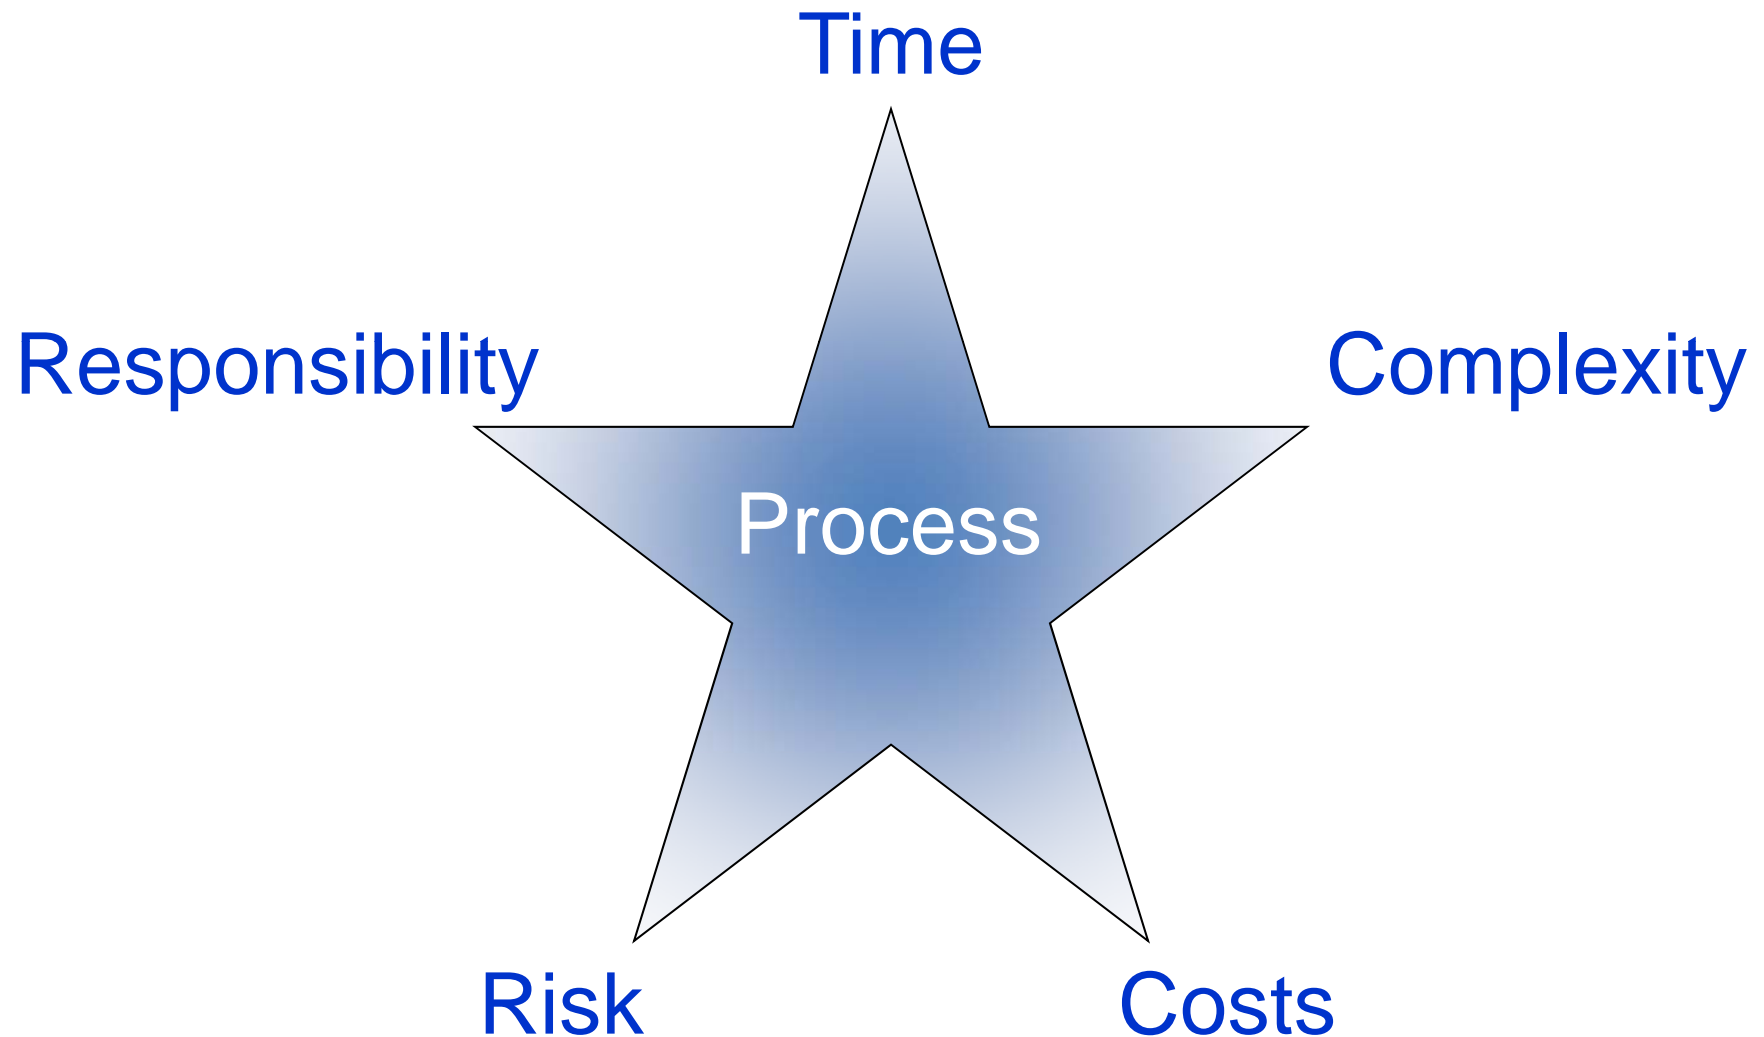 Time
Responsibility
Complexity
Process
Risk
Costs